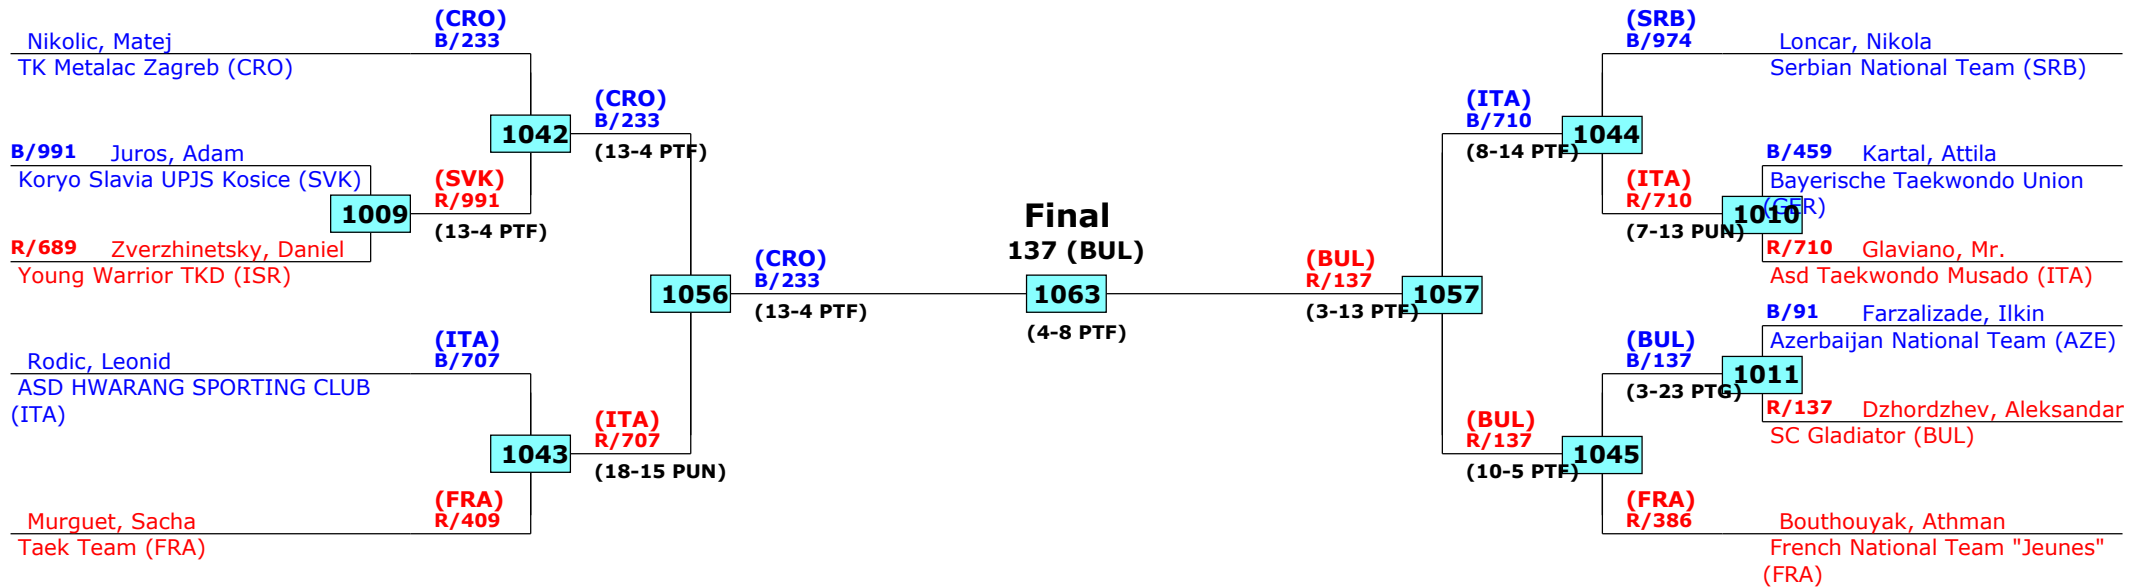 (CRO)
B/233
Nikolic, Matej
TK Metalac Zagreb (CRO)
B/991 Juros, Adam
Koryo Slavia UPJS Kosice (SVK)
1009
R/689 Zverzhinetsky, Daniel
Young Warrior TKD (ISR)
(SVK)
R/991
(13-4 PTF)
1042
(CRO)
B/233
(13-4 PTF)
Rodic, Leonid
ASD HWARANG SPORTING CLUB
(ITA)
(ITA)
B/707
1043
(ITA)
R/707
(18-15 PUN)
(FRA)
R/409
Murguet, Sacha
Taek Team (FRA)
1056
(CRO)
B/233
(13-4 PTF)
Final
137 (BUL)
1063
(4-8 PTF)
(BUL)
R/137
(3-13 PTF)
1057
(ITA)
B/710
(8-14 PTF)
1044
(SRB)
B/974
Loncar, Nikola
Serbian National Team (SRB)
(ITA)
R/710
(7-13 PUN)
1010
B/459 Kartal, Attila
Bayerische Taekwondo Union
(GER)
R/710 Glaviano, Mr.
Asd Taekwondo Musado (ITA)
B/91 Farzalizade, Ilkin
Azerbaijan National Team (AZE)
(BUL)
B/137
(3-23 PTG)
1011
R/137 Dzhordzhev, Aleksandar
SC Gladiator (BUL)
(BUL)
R/137
(10-5 PTF)
1045
(FRA)
R/386
Bouthouyak, Athman
French National Team "Jeunes"
(FRA)